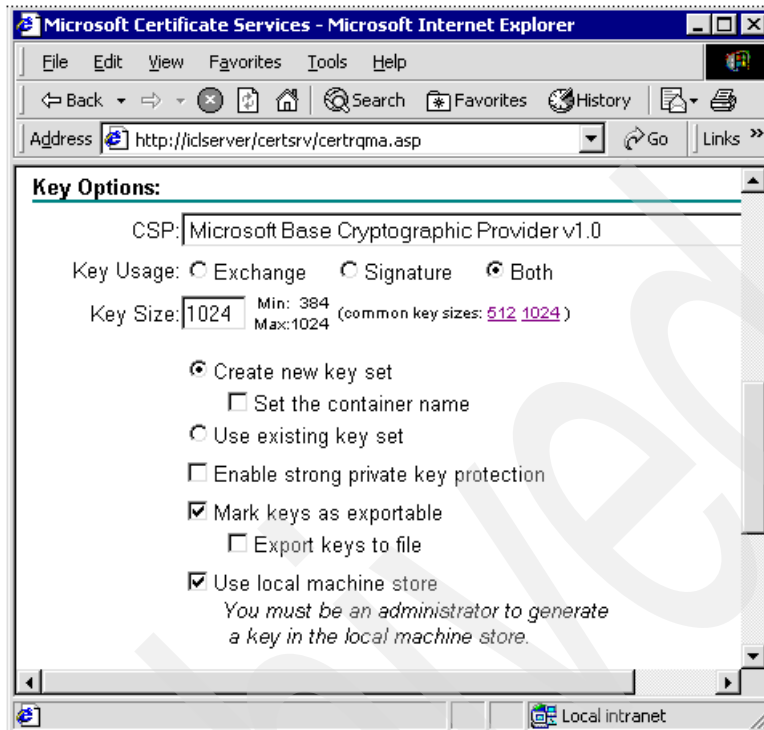 Microsoft Certificate Services - Microsoft Internet Explorer
File Edit View Favorites Tools Help
Back Search Favorites History
Address http://iclserver/certsrv/certrqma.asp Go Links »
Key Options:
CSP: Microsoft Base Cryptographic Provider v1.0
Key Usage: Exchange Signature Both
Key Size: 1024 Min: 384 Max:1024 (common key sizes: 512 1024 )
Create new key set
Set the container name
Use existing key set
Enable strong private key protection
Mark keys as exportable
Export keys to file
Use local machine store
You must be an administrator to generate
a key in the local machine store.
Local intranet